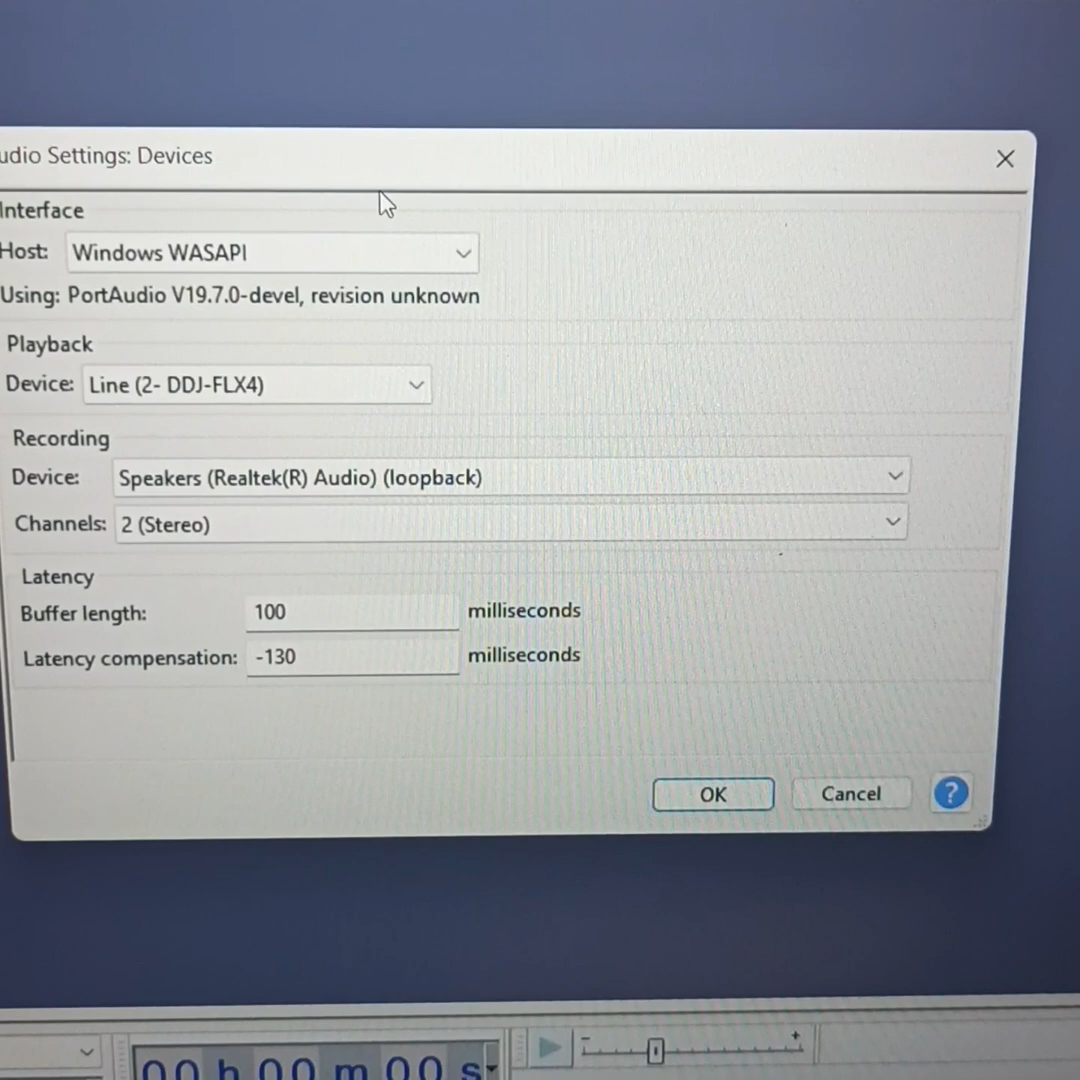 udio Settings: Devices
Interface
Host: Windows WASAPI
Using: PortAudio V19.7.0-devel, revision unknown
Playback
Device: Line (2- DDJ-FLX4)
Recording
Device: Speakers (Realtek(R) Audio) (loopback)
Channels: 2 (Stereo)
Latency
Buffer length: 100 milliseconds
Latency compensation: -130 milliseconds
OK Cancel ?
00 h 00 m 00 s